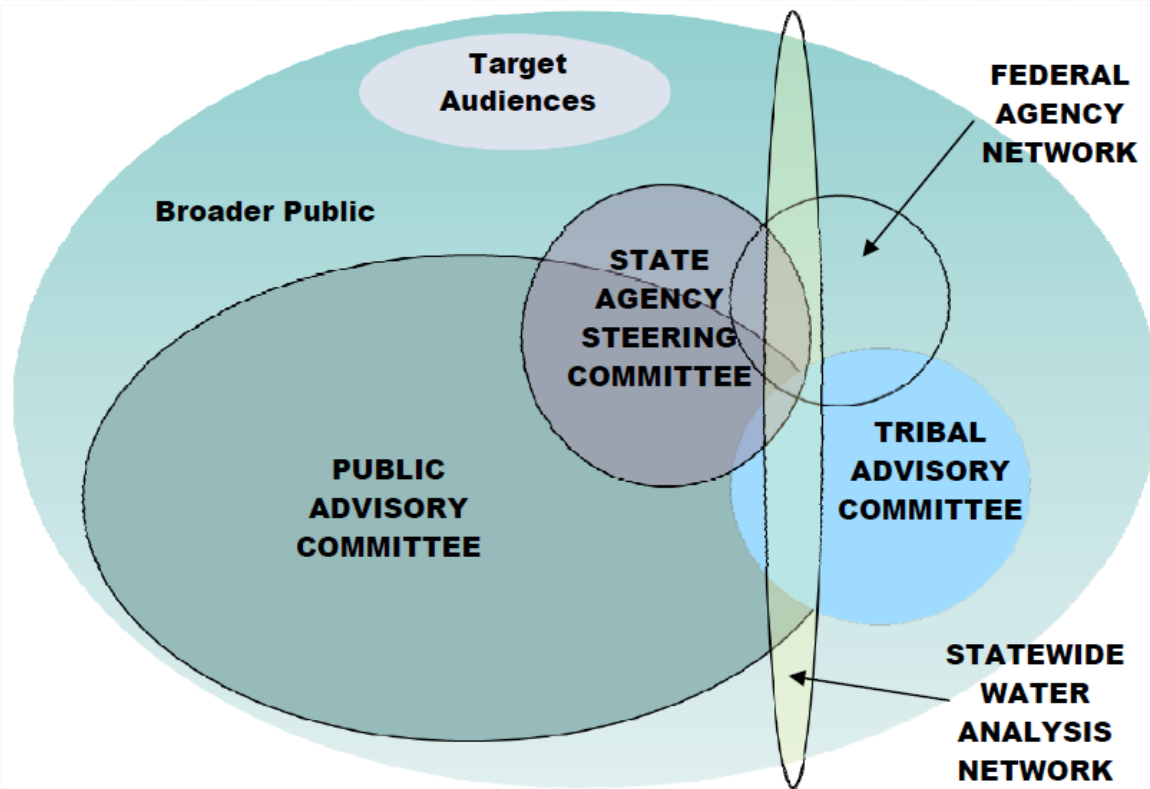 Target
Audiences
FEDERAL
AGENCY
NETWORK
Broader Public
STATE
AGENCY
STEERING
COMMITTEE
PUBLIC
ADVISORY
COMMITTEE
TRIBAL
ADVISORY
COMMITTEE
STATEWIDE
WATER
ANALYSIS
NETWORK